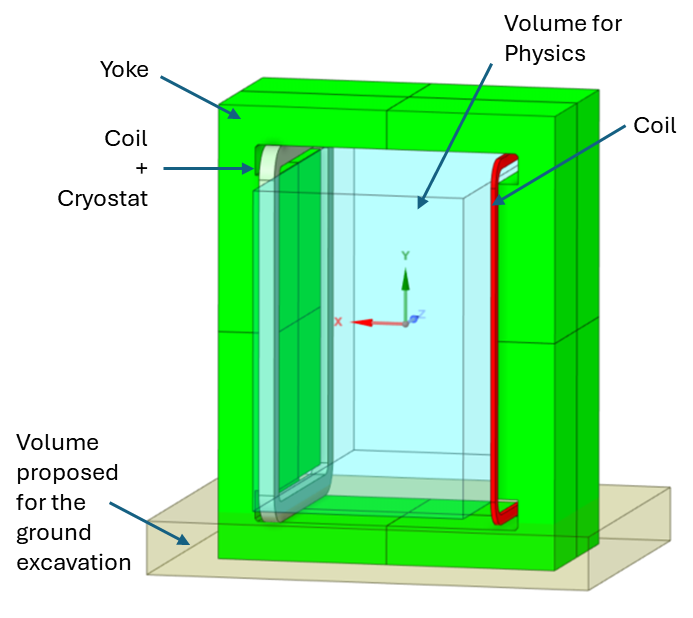 Volume for
Physics
Yoke
Coil
Coil
+
Cryostat
Y
X
Z
Volume
proposed
for the
ground
excavation